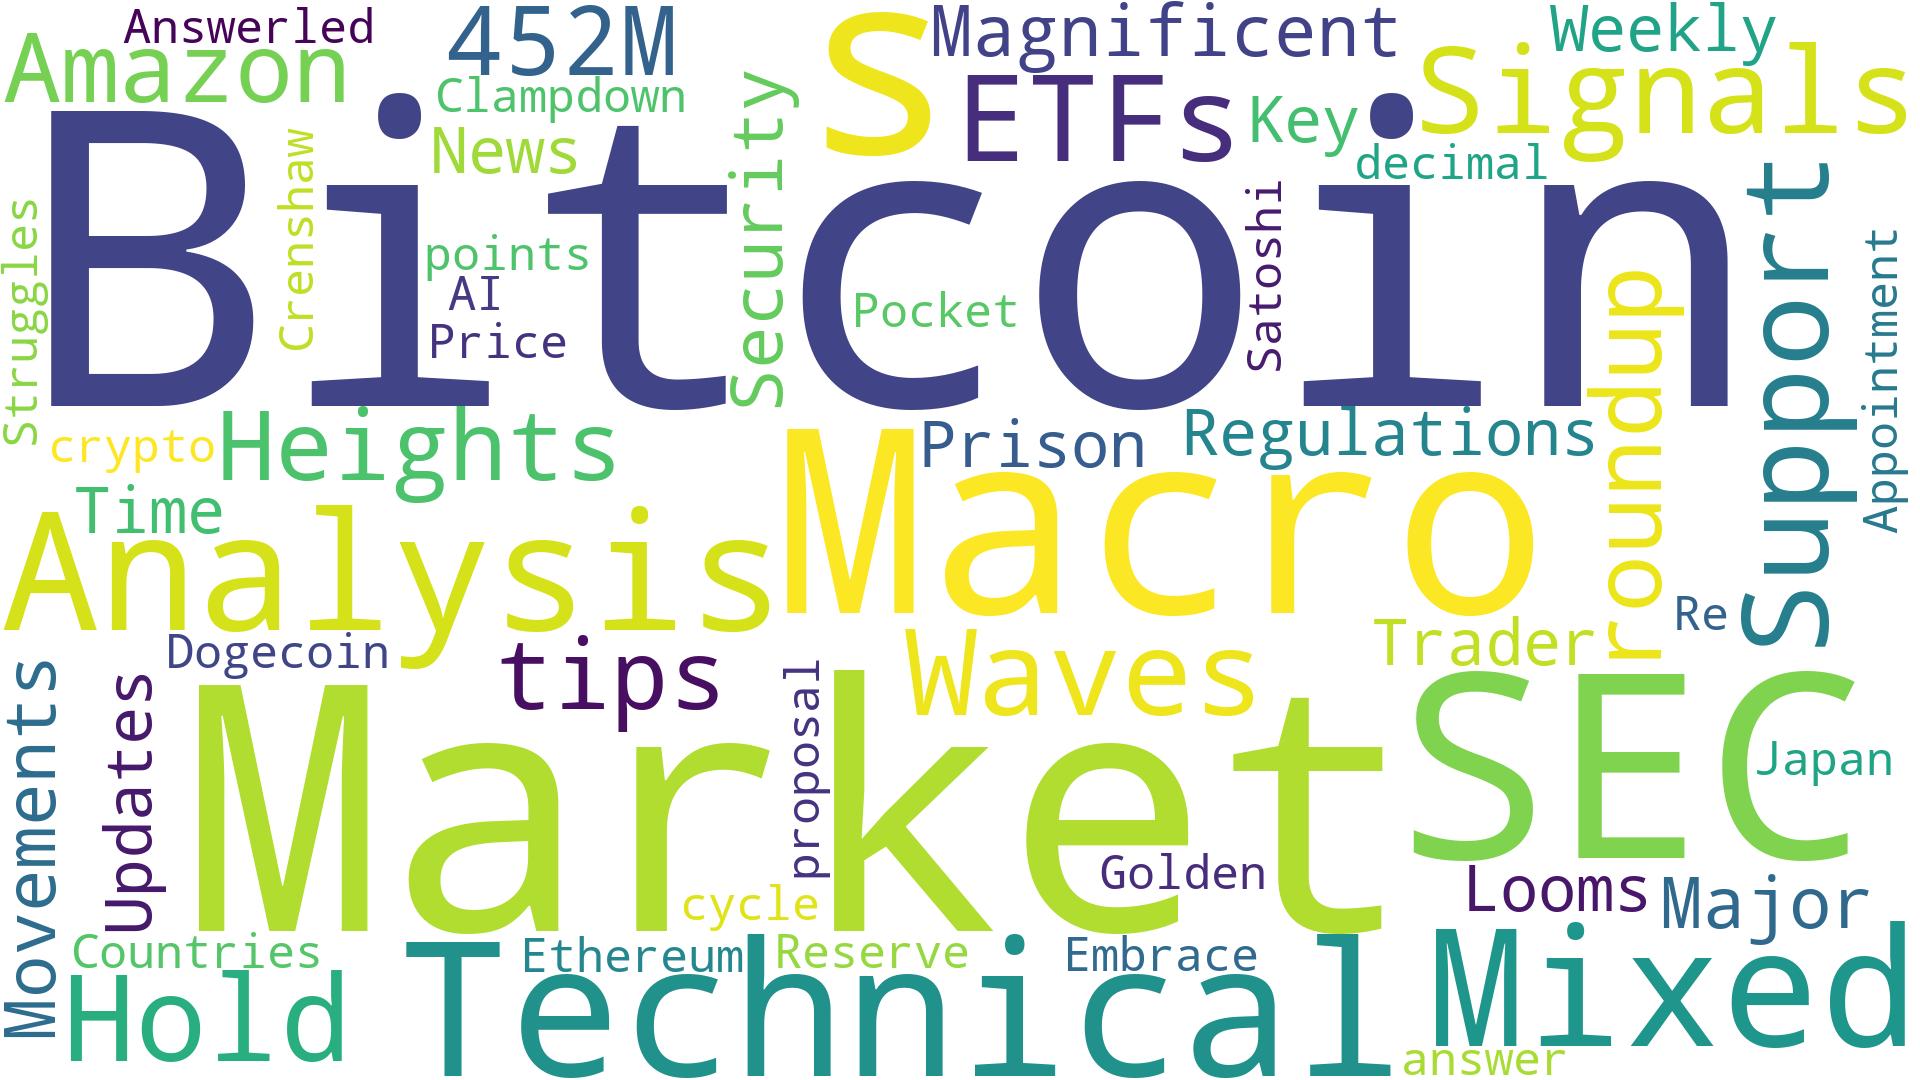 Answerled
452M
s
Magnificent
Weekly
Amazon
Clampdown
ETFs
Key
Signals
News
Security
decimal
Bitcoin
Crenshaw
Struggles
points
AI
Price
Pocket
Satoshi
Support
Appointment
roundup
crypto
Heights
Prison
Regulations
Time
Analysis
Macro
Re
Dogecoin
tips
Waves
Trader
Movements
Updates
Market
proposal
SEC
Japan
Golden
cycle
Looms
Major
Countries
Ethereum
Reserve
Embrace
Hold
Technical
Mixed
answer